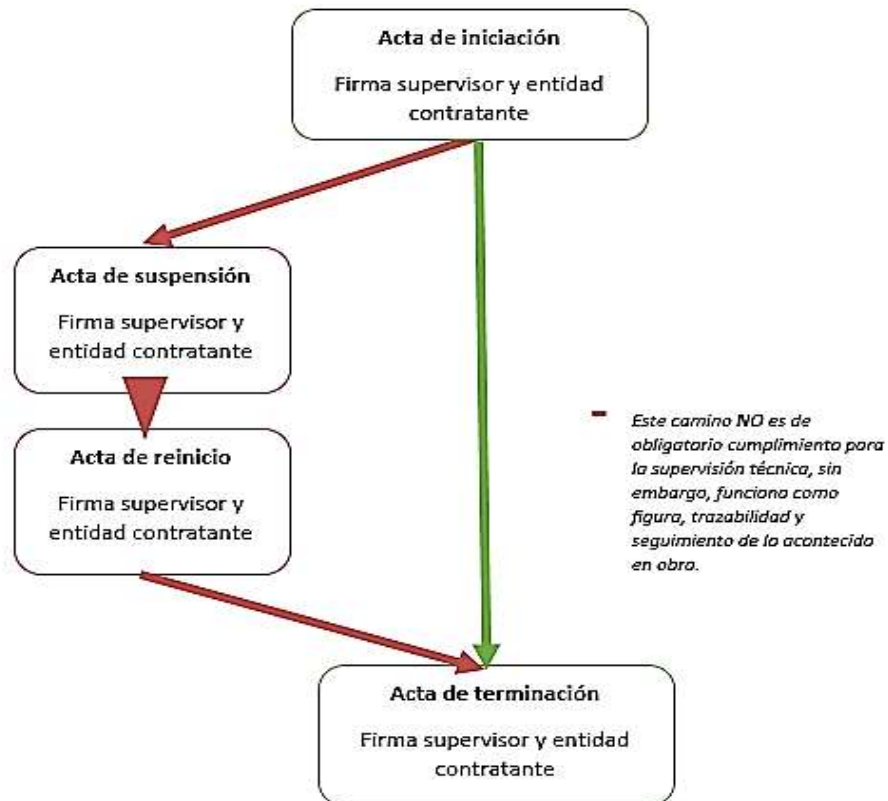 Acta de iniciación
Firma supervisor y entidad
contratante
Acta de suspensión
Firma supervisor y
entidad contratante
Acta de reinicio
Firma supervisor y
entidad contratante
- Este camino NO es de
obligatorio cumplimiento para
la supervisión técnica, sin
embargo, funciona como
figura, trazabilidad y
seguimiento de lo acontecido
en obra.
Acta de terminación
Firma supervisor y entidad
contratante